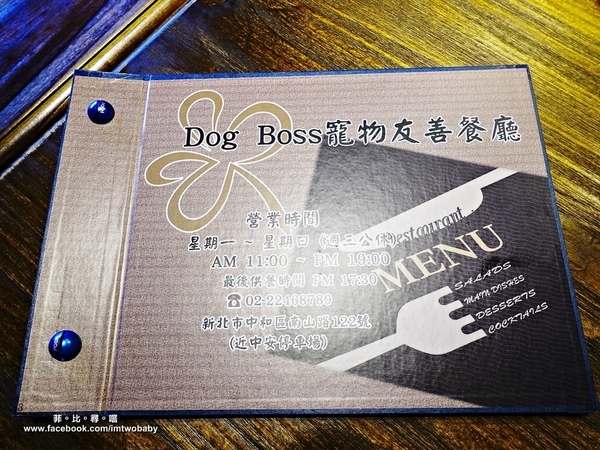 Dog Boss寵物友善餐廳
營業時間
星期一 ~ 星期日 (週三公休)
AM 11:00 ~ PM 19:00
最後供餐時間 PM 17:30
☎02-22468789
新北市中和區南山路122號
(近中安停車場)
estaurant
MENU
SALADS
MAIN DISHES
DESSERTS
COCKTAILS
菲。比。尋。嚐
www.facebook.com/imtwobaby